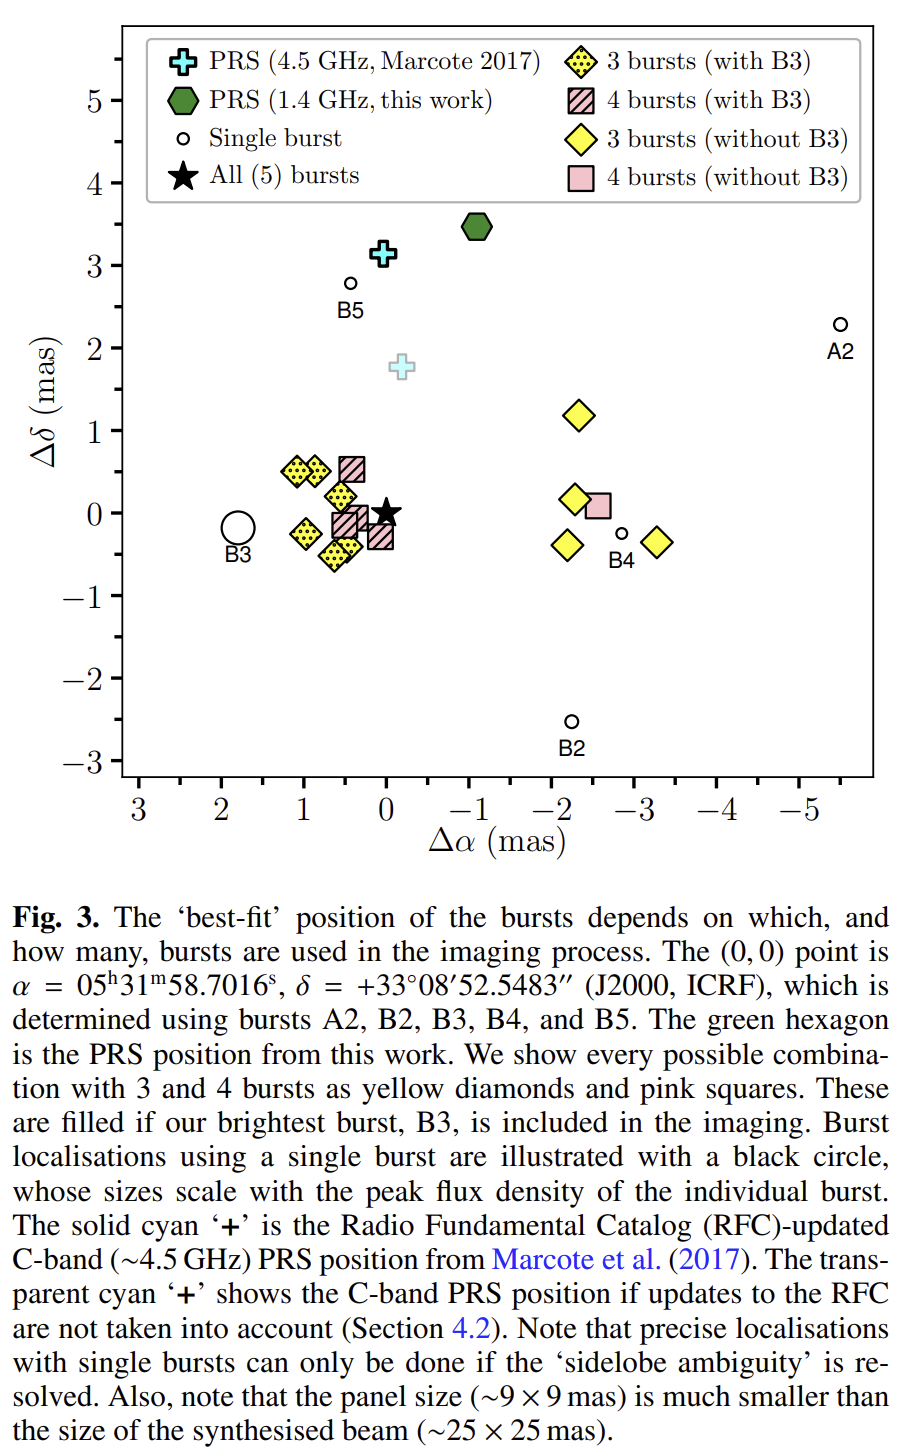 PRS (4.5 GHz, Marcote 2017)
PRS (1.4 GHz, this work)
Single burst
All (5) bursts
3 bursts (with B3)
4 bursts (with B3)
3 bursts (without B3)
4 bursts (without B3)
5
4
3
2
1
0
−1
−2
−3
Δδ (mas)
B5
A2
B3
B4
B2
3 2 1 0 −1 −2 −3 −4 −5
Δα (mas)
Fig. 3. The ‘best-fit’ position of the bursts depends on which, and
how many, bursts are used in the imaging process. The (0, 0) point is
α = 05ʰ31ᵐ58.7016ˢ, δ = +33°08′52.5483″ (J2000, ICRF), which is
determined using bursts A2, B2, B3, B4, and B5. The green hexagon
is the PRS position from this work. We show every possible combina-
tion with 3 and 4 bursts as yellow diamonds and pink squares. These
are filled if our brightest burst, B3, is included in the imaging. Burst
localisations using a single burst are illustrated with a black circle,
whose sizes scale with the peak flux density of the individual burst.
The solid cyan ‘+’ is the Radio Fundamental Catalog (RFC)-updated
C-band (~4.5 GHz) PRS position from Marcote et al. (2017). The trans-
parent cyan ‘+’ shows the C-band PRS position if updates to the RFC
are not taken into account (Section 4.2). Note that precise localisations
with single bursts can only be done if the ‘sidelobe ambiguity’ is re-
solved. Also, note that the panel size (~9 × 9 mas) is much smaller than
the size of the synthesised beam (~25 × 25 mas).